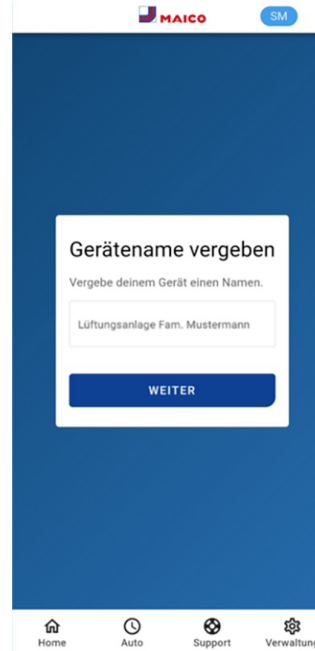 MAICO
SM
Gerätename vergeben
Vergebe deinem Gerät einen Namen.
Lüftungsanlage Fam. Mustermann
WEITER
Home
Auto
Support
Verwaltung